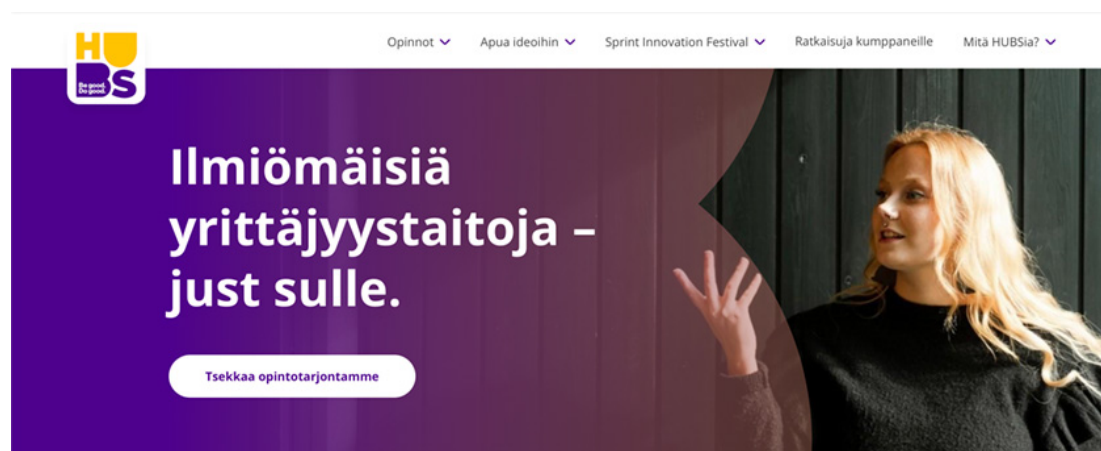 HU
Be good.
Do good.
BS
Opinnot
Apua ideoihin
Sprint Innovation Festival
Ratkaisuja kumppaneille
Mitä HUBSia?
Ilmiömäisiä
yrittäjyystaitoja –
just sulle.
Tsekkaa opintotarjontamme